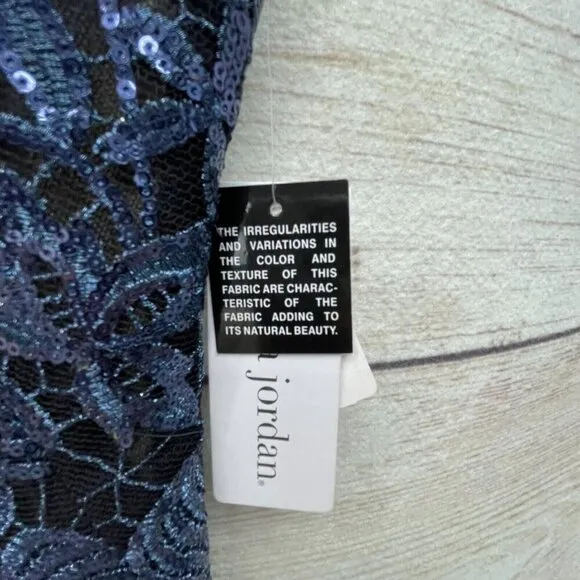 THE IRREGULARITIES
AND VARIATIONS IN
THE COLOR AND
TEXTURE OF THIS
FABRIC ARE CHARAC-
TERISTIC OF THE
FABRIC ADDING TO
ITS NATURAL BEAUTY.
jordan®